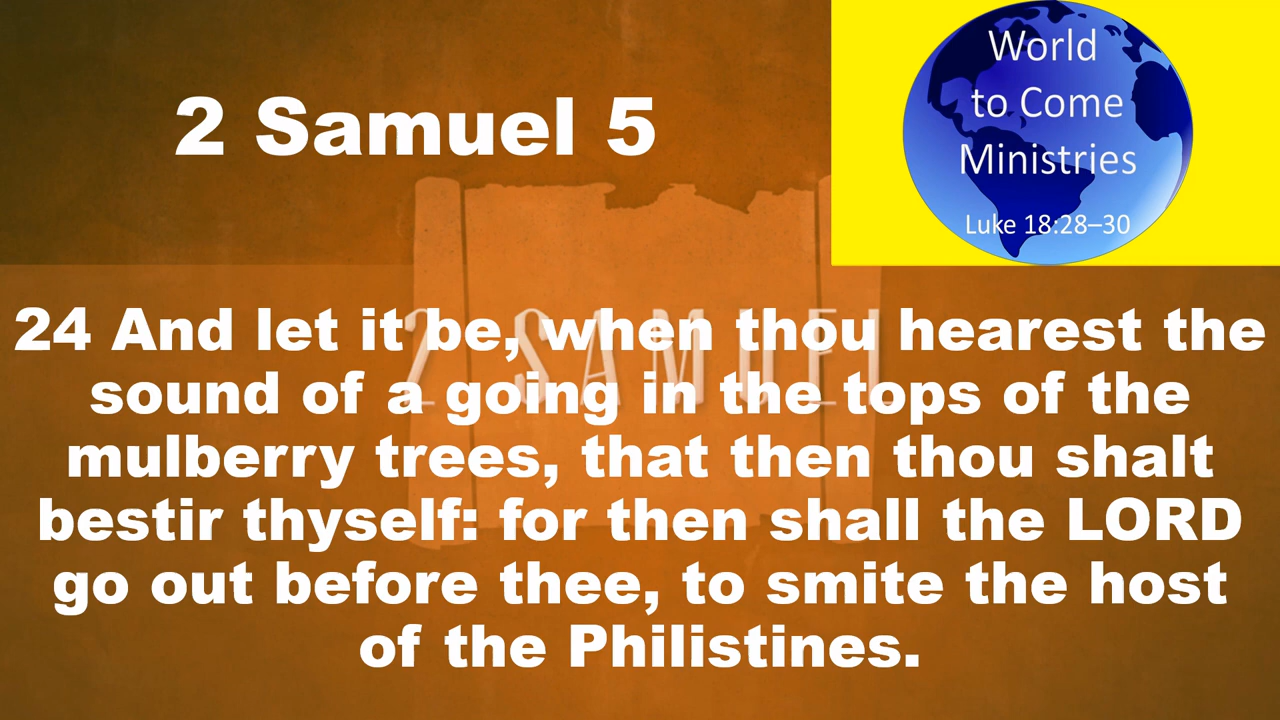 2 Samuel 5
World
to Come
Ministries
Luke 18:28–30
2 SAMUEL
24 And let it be, when thou hearest the
sound of a going in the tops of the
mulberry trees, that then thou shalt
bestir thyself: for then shall the LORD
go out before thee, to smite the host
of the Philistines.